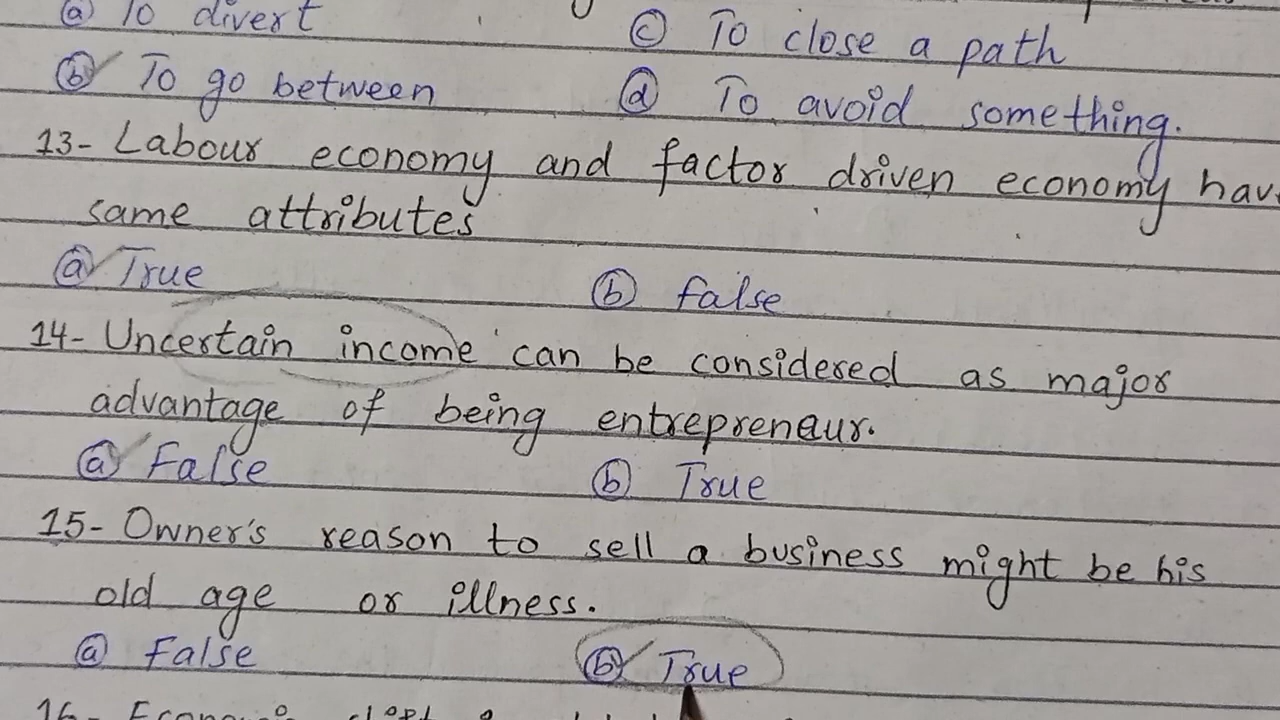 ⓐ To divert ⓒ To close a path
ⓑ To go between ⓓ To avoid something.
13- Labour economy and factor driven economy hav
same attributes
ⓐ True ⓑ false
14- Uncertain income can be considered as major
advantage of being entrepreneur.
ⓐ False ⓑ True
15- Owner's reason to sell a business might be his
old age or illness.
ⓐ False ⓑ True
16-